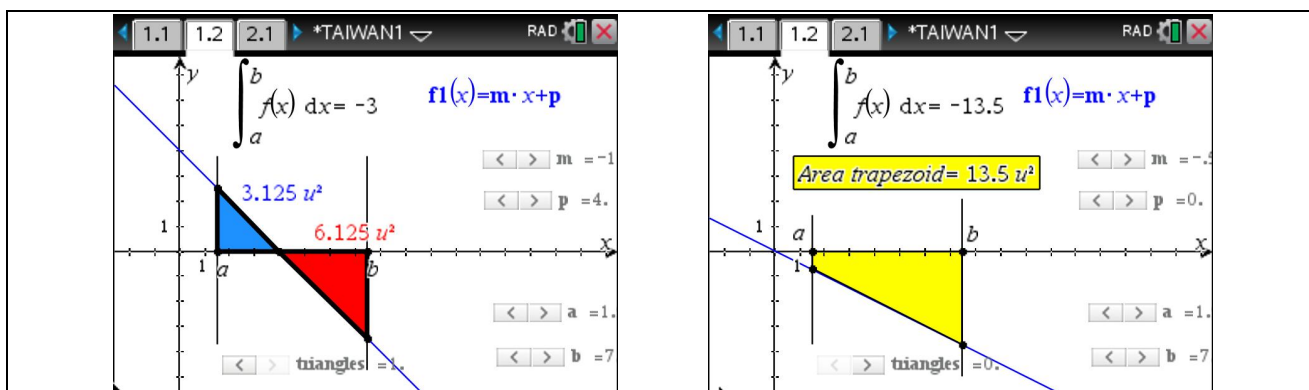 1.1 1.2 2.1 *TAIWAN1 RAD
y
∫ b a f(x) dx= -3
f1(x)=m· x+p
< > m =-1
3.125 u²
< > p =4.
6.125 u²
1
x
1 a b
< > a =1.
< > triangles =1.
< > b =7
1.1 1.2 2.1 *TAIWAN1 RAD
y
∫ b a f(x) dx= -13.5
f1(x)=m· x+p
< > m =-.5
Area trapezoid= 13.5 u²
< > p =0.
1 a b
x
1
< > a =1.
< > triangles =0.
< > b =7